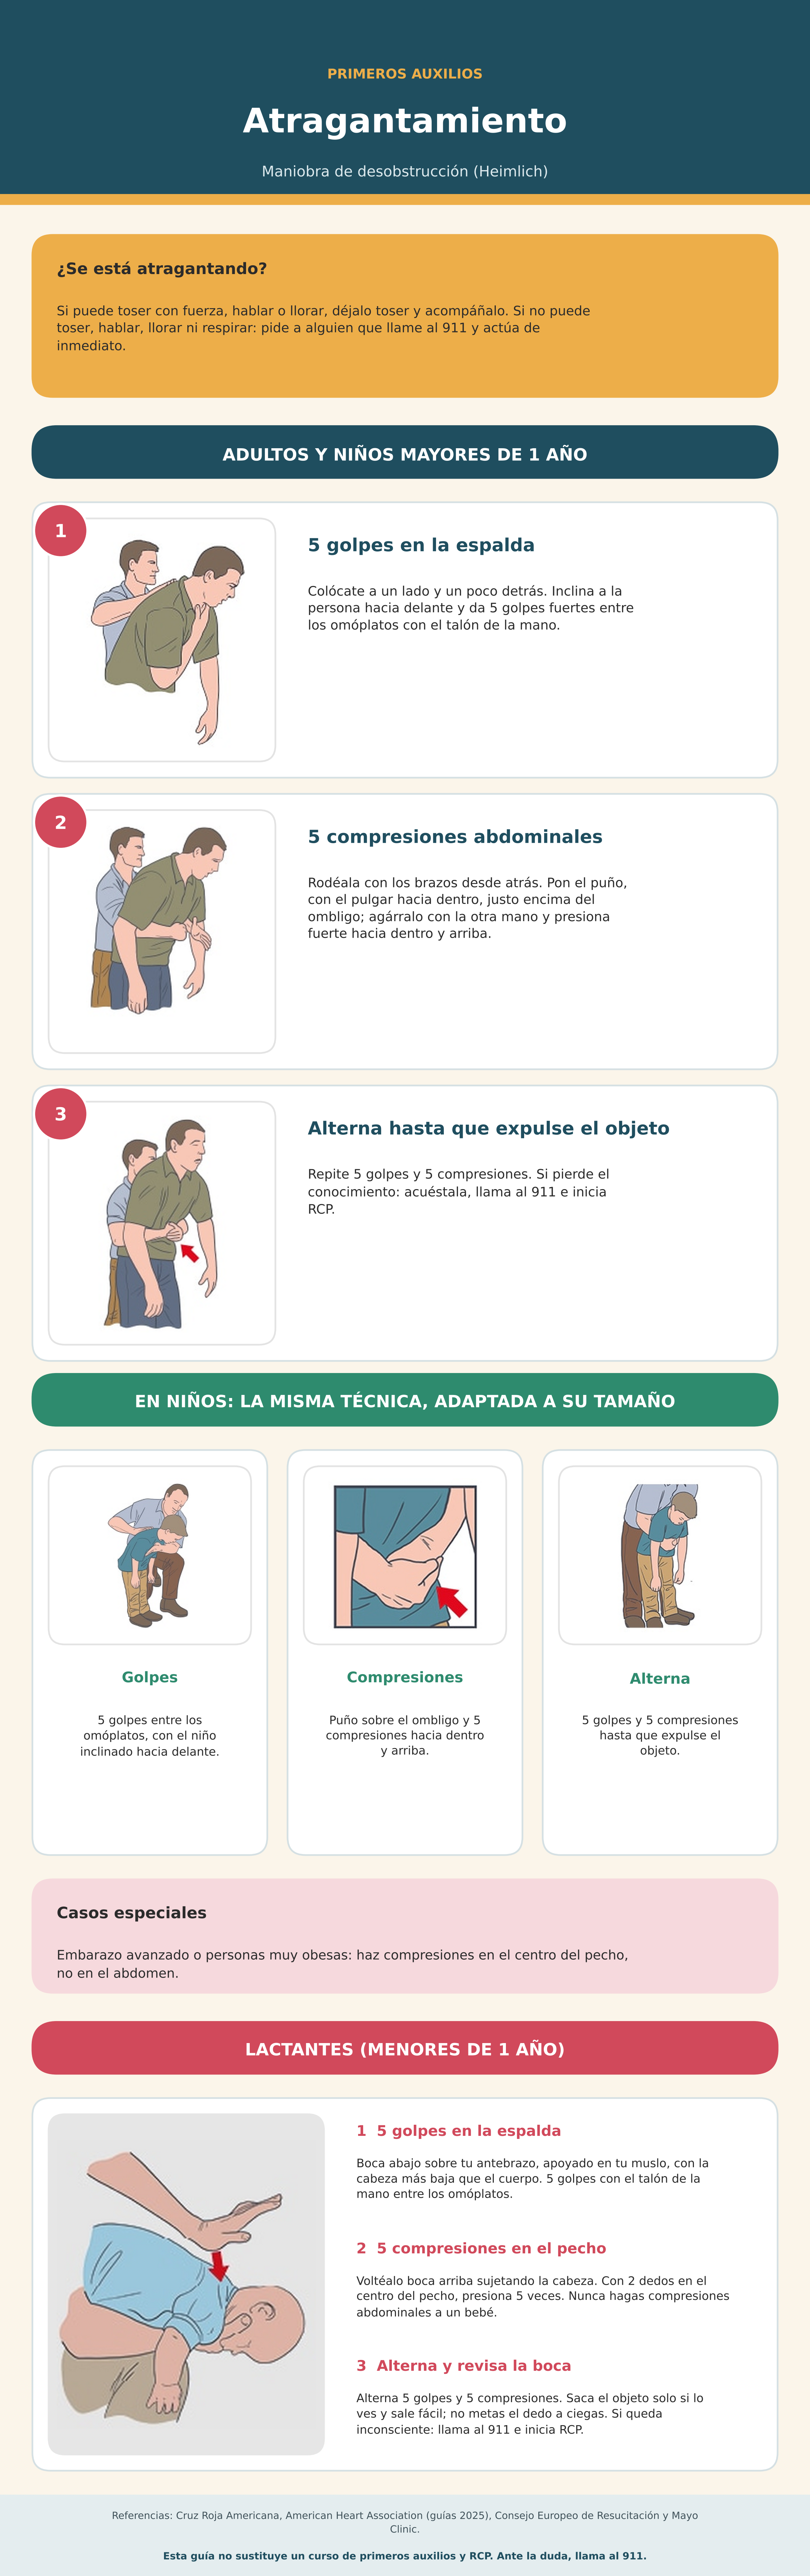 PRIMEROS AUXILIOS
Atragantamiento
Maniobra de desobstrucción (Heimlich)
¿Se está atragantando?
Si puede toser con fuerza, hablar o llorar, déjalo toser y acompáñalo. Si no puede
toser, hablar, llorar ni respirar: pide a alguien que llame al 911 y actúa de
inmediato.
ADULTOS Y NIÑOS MAYORES DE 1 AÑO
1
5 golpes en la espalda
Colócate a un lado y un poco detrás. Inclina a la
persona hacia delante y da 5 golpes fuertes entre
los omóplatos con el talón de la mano.
2
5 compresiones abdominales
Rodéala con los brazos desde atrás. Pon el puño,
con el pulgar hacia dentro, justo encima del
ombligo; agárralo con la otra mano y presiona
fuerte hacia dentro y arriba.
3
Alterna hasta que expulse el objeto
Repite 5 golpes y 5 compresiones. Si pierde el
conocimiento: acuéstala, llama al 911 e inicia
RCP.
EN NIÑOS: LA MISMA TÉCNICA, ADAPTADA A SU TAMAÑO
Golpes
5 golpes entre los
omóplatos, con el niño
inclinado hacia delante.
Compresiones
Puño sobre el ombligo y 5
compresiones hacia dentro
y arriba.
Alterna
5 golpes y 5 compresiones
hasta que expulse el
objeto.
Casos especiales
Embarazo avanzado o personas muy obesas: haz compresiones en el centro del pecho,
no en el abdomen.
LACTANTES (MENORES DE 1 AÑO)
1 5 golpes en la espalda
Boca abajo sobre tu antebrazo, apoyado en tu muslo, con la
cabeza más baja que el cuerpo. 5 golpes con el talón de la
mano entre los omóplatos.
2 5 compresiones en el pecho
Voltéalo boca arriba sujetando la cabeza. Con 2 dedos en el
centro del pecho, presiona 5 veces. Nunca hagas compresiones
abdominales a un bebé.
3 Alterna y revisa la boca
Alterna 5 golpes y 5 compresiones. Saca el objeto solo si lo
ves y sale fácil; no metas el dedo a ciegas. Si queda
inconsciente: llama al 911 e inicia RCP.
Referencias: Cruz Roja Americana, American Heart Association (guías 2025), Consejo Europeo de Resucitación y Mayo
Clinic.
Esta guía no sustituye un curso de primeros auxilios y RCP. Ante la duda, llama al 911.